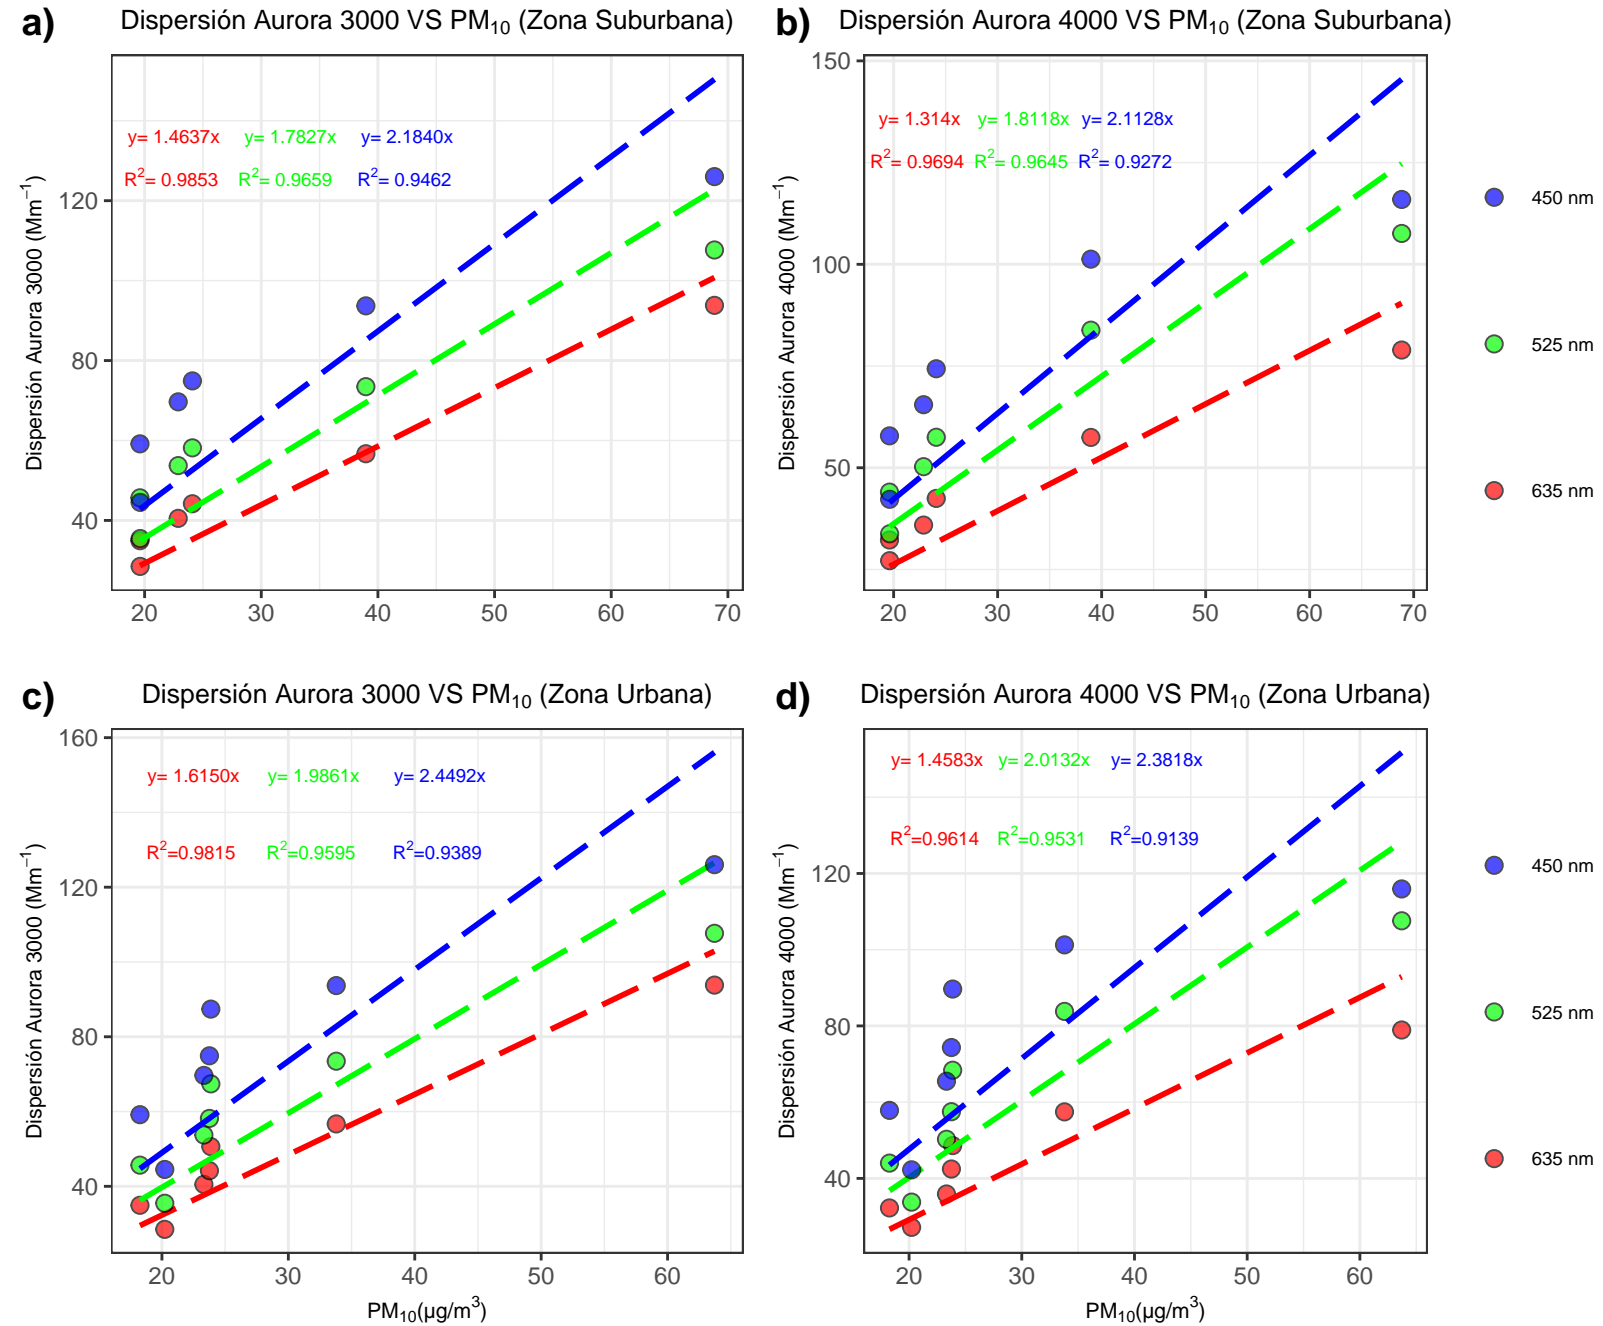 a) Dispersión Aurora 3000 VS PM₁₀ (Zona Suburbana)
y= 1.4637x y= 1.7827x y= 2.1840x
R²= 0.9853 R²= 0.9659 R²= 0.9462
Dispersión Aurora 3000 (Mm⁻¹)
120
80
40
20 30 40 50 60 70
b) Dispersión Aurora 4000 VS PM₁₀ (Zona Suburbana)
y= 1.314x y= 1.8118x y= 2.1128x
R²= 0.9694 R²= 0.9645 R²= 0.9272
Dispersión Aurora 4000 (Mm⁻¹)
150
100
50
20 30 40 50 60 70
450 nm
525 nm
635 nm
c) Dispersión Aurora 3000 VS PM₁₀ (Zona Urbana)
y= 1.6150x y= 1.9861x y= 2.4492x
R²=0.9815 R²=0.9595 R²=0.9389
Dispersión Aurora 3000 (Mm⁻¹)
160
120
80
40
20 30 40 50 60
PM₁₀(µg/m³)
d) Dispersión Aurora 4000 VS PM₁₀ (Zona Urbana)
y= 1.4583x y= 2.0132x y= 2.3818x
R²=0.9614 R²=0.9531 R²=0.9139
Dispersión Aurora 4000 (Mm⁻¹)
120
80
40
20 30 40 50 60
PM₁₀(µg/m³)
450 nm
525 nm
635 nm